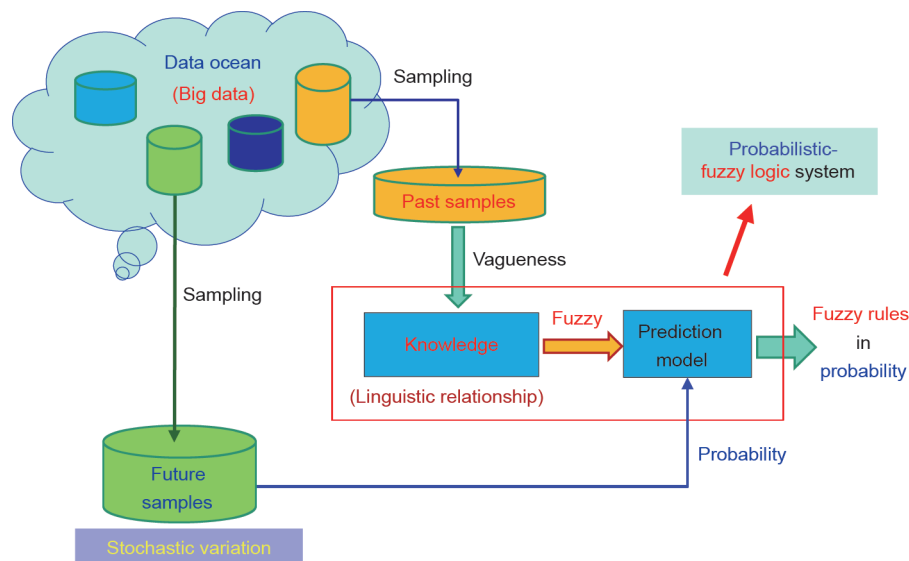 Data ocean
(Big data)
Sampling
Probabilistic-
fuzzy logic system
Past samples
Vagueness
Sampling
Knowledge
Fuzzy
Prediction
model
Fuzzy rules
in
probability
(Linguistic relationship)
Probability
Future
samples
Stochastic variation